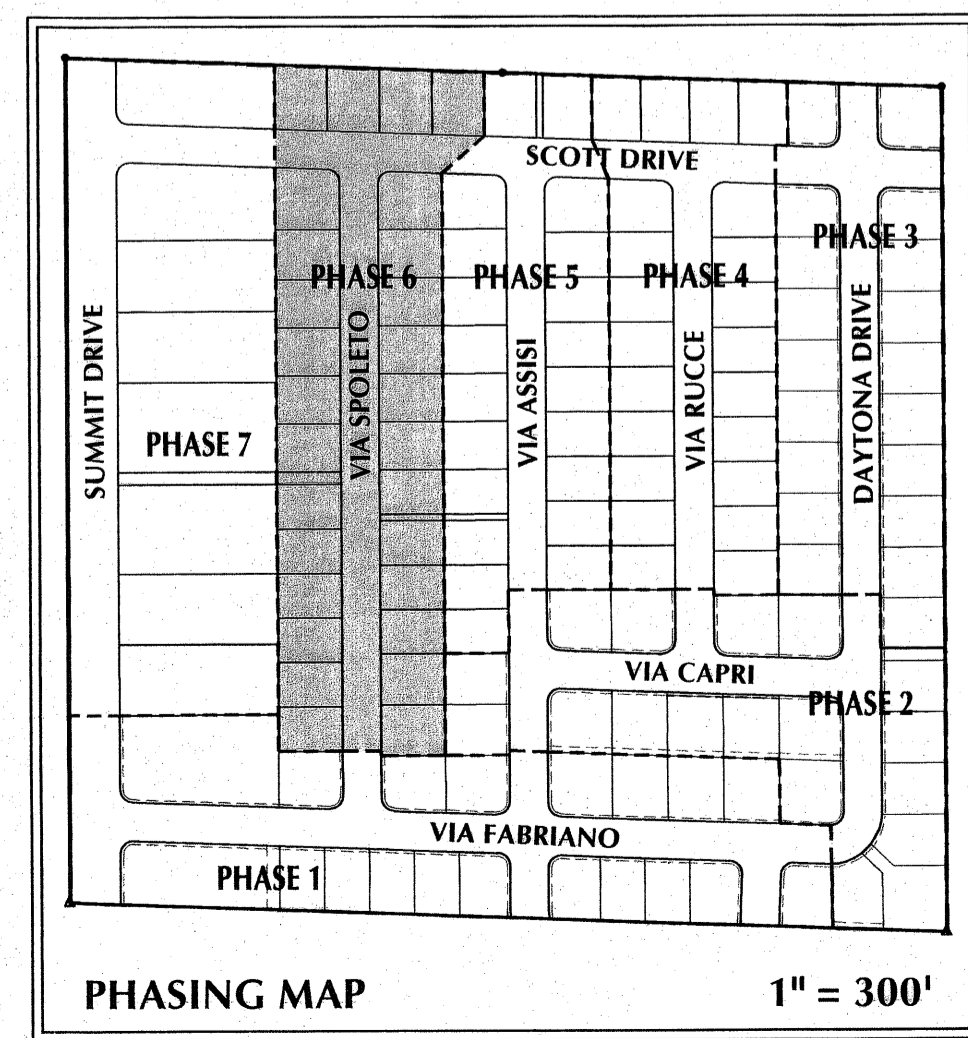 SCOTT DRIVE
PHASE 3
PHASE 6
PHASE 5
PHASE 4
SUMMIT DRIVE
VIA SPOLETO
VIA ASSISI
VIA RUCCE
DAYTONA DRIVE
PHASE 7
VIA CAPRI
PHASE 2
VIA FABRIANO
PHASE 1
PHASING MAP
1" = 300'